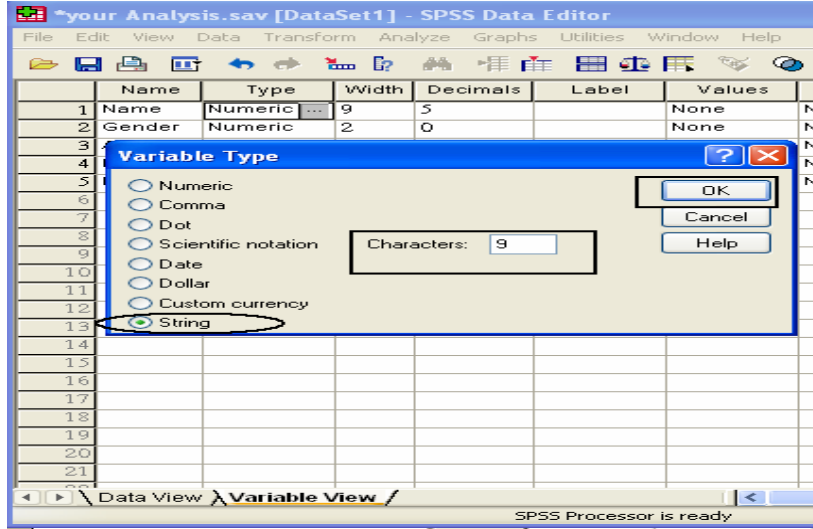 *your Analysis.sav [DataSet1] - SPSS Data Editor
File Edit View Data Transform Analyze Graphs Utilities Window Help
Name Type Width Decimals Label Values
1 Name Numeric ... 9 5 None
2 Gender Numeric 2 0 None
3
4
5
6
7
8
9
10
11
12
13
14
15
16
17
18
19
20
21
Variable Type
Numeric
Comma
Dot
Scientific notation
Date
Dollar
Custom currency
String
Characters: 9
OK
Cancel
Help
Data View Variable View
SPSS Processor is ready